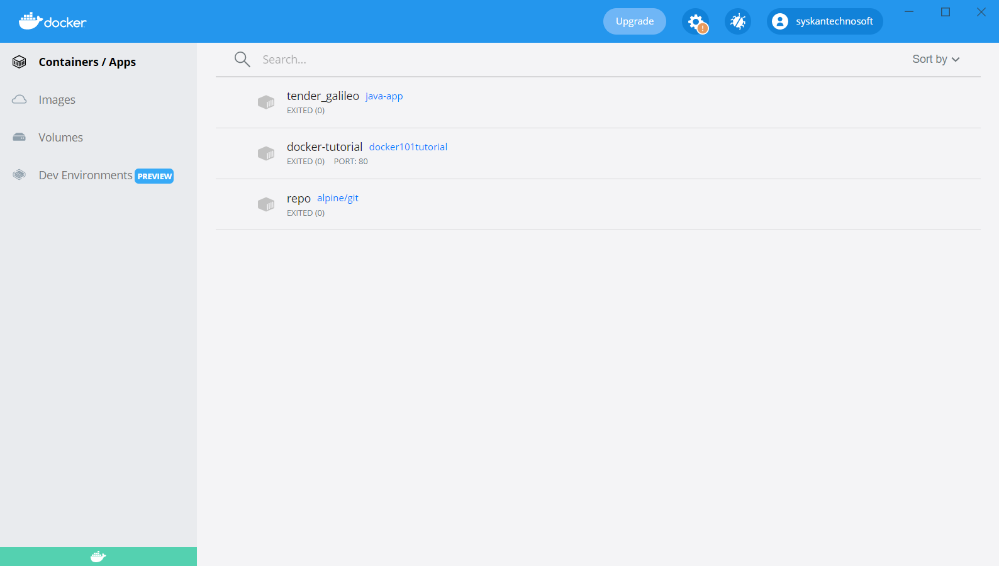 docker
Upgrade
syskantechnosoft
Containers / Apps
Images
Volumes
Dev Environments PREVIEW
Search...
Sort by
tender_galileo java-app
EXITED (0)
docker-tutorial docker101tutorial
EXITED (0) PORT: 80
repo alpine/git
EXITED (0)